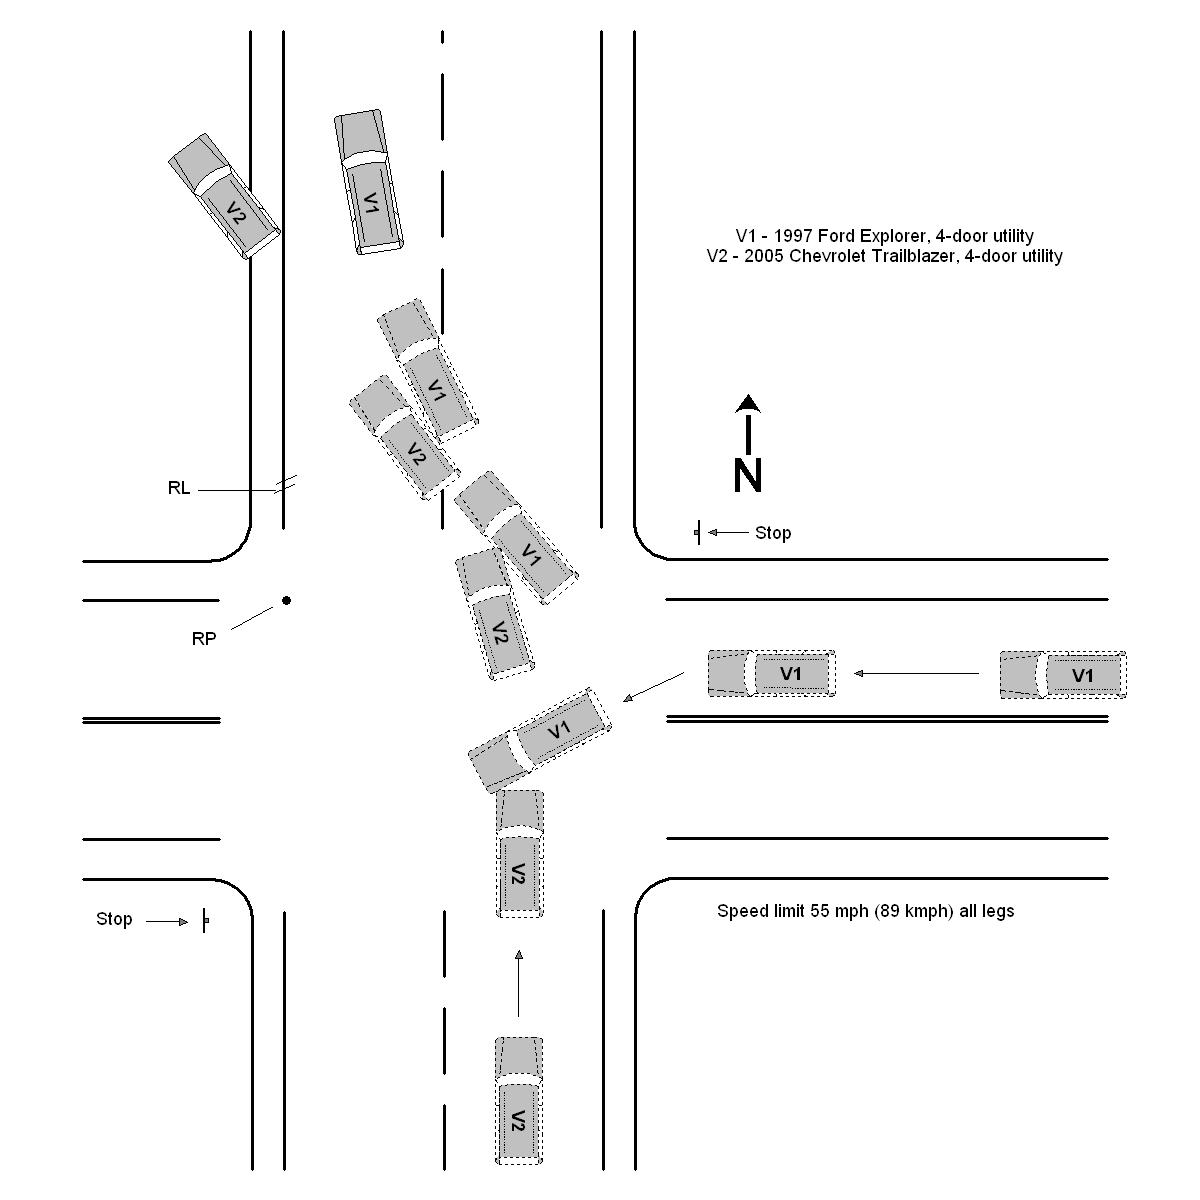 V2
V1
V1 - 1997 Ford Explorer, 4-door utility
V2 - 2005 Chevrolet Trailblazer, 4-door utility
V1
V2
N
RL
Stop
V1
V2
RP
V1
V1
V1
V2
Speed limit 55 mph (89 kmph) all legs
Stop
V2